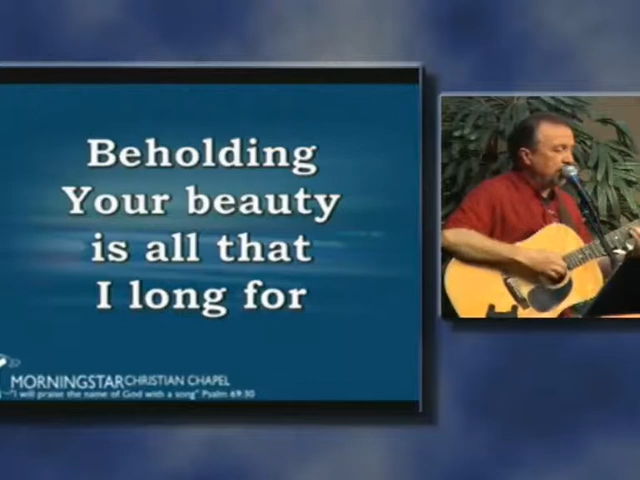 Beholding
Your beauty
is all that
I long for
MORNINGSTAR CHRISTIAN CHAPEL
"I will praise the name of God with a song" Psalm 69:30